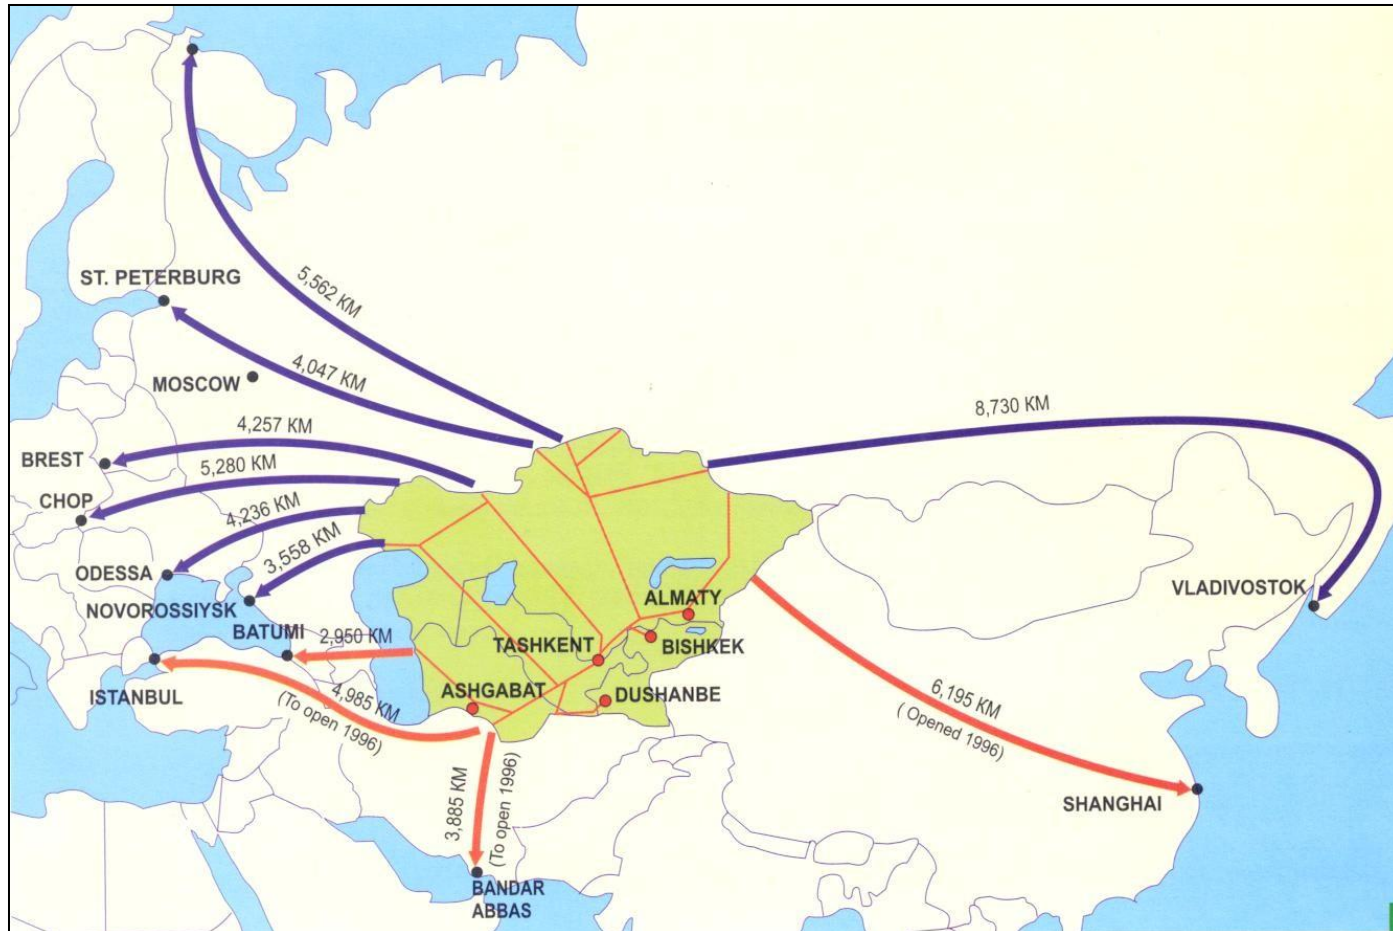 5,562 KM
ST. PETERBURG
4,047 KM
MOSCOW
8,730 KM
4,257 KM
BREST
5,280 KM
CHOP
4,236 KM
3,558 KM
ODESSA
NOVOROSSIYSK
VLADIVOSTOK
ALMATY
BATUMI
2,950 KM
TASHKENT
BISHKEK
ISTANBUL
4,985 KM
(To open 1996)
ASHGABAT
DUSHANBE
6,195 KM
( Opened 1996)
3,885 KM
(To open 1996)
SHANGHAI
BANDAR
ABBAS